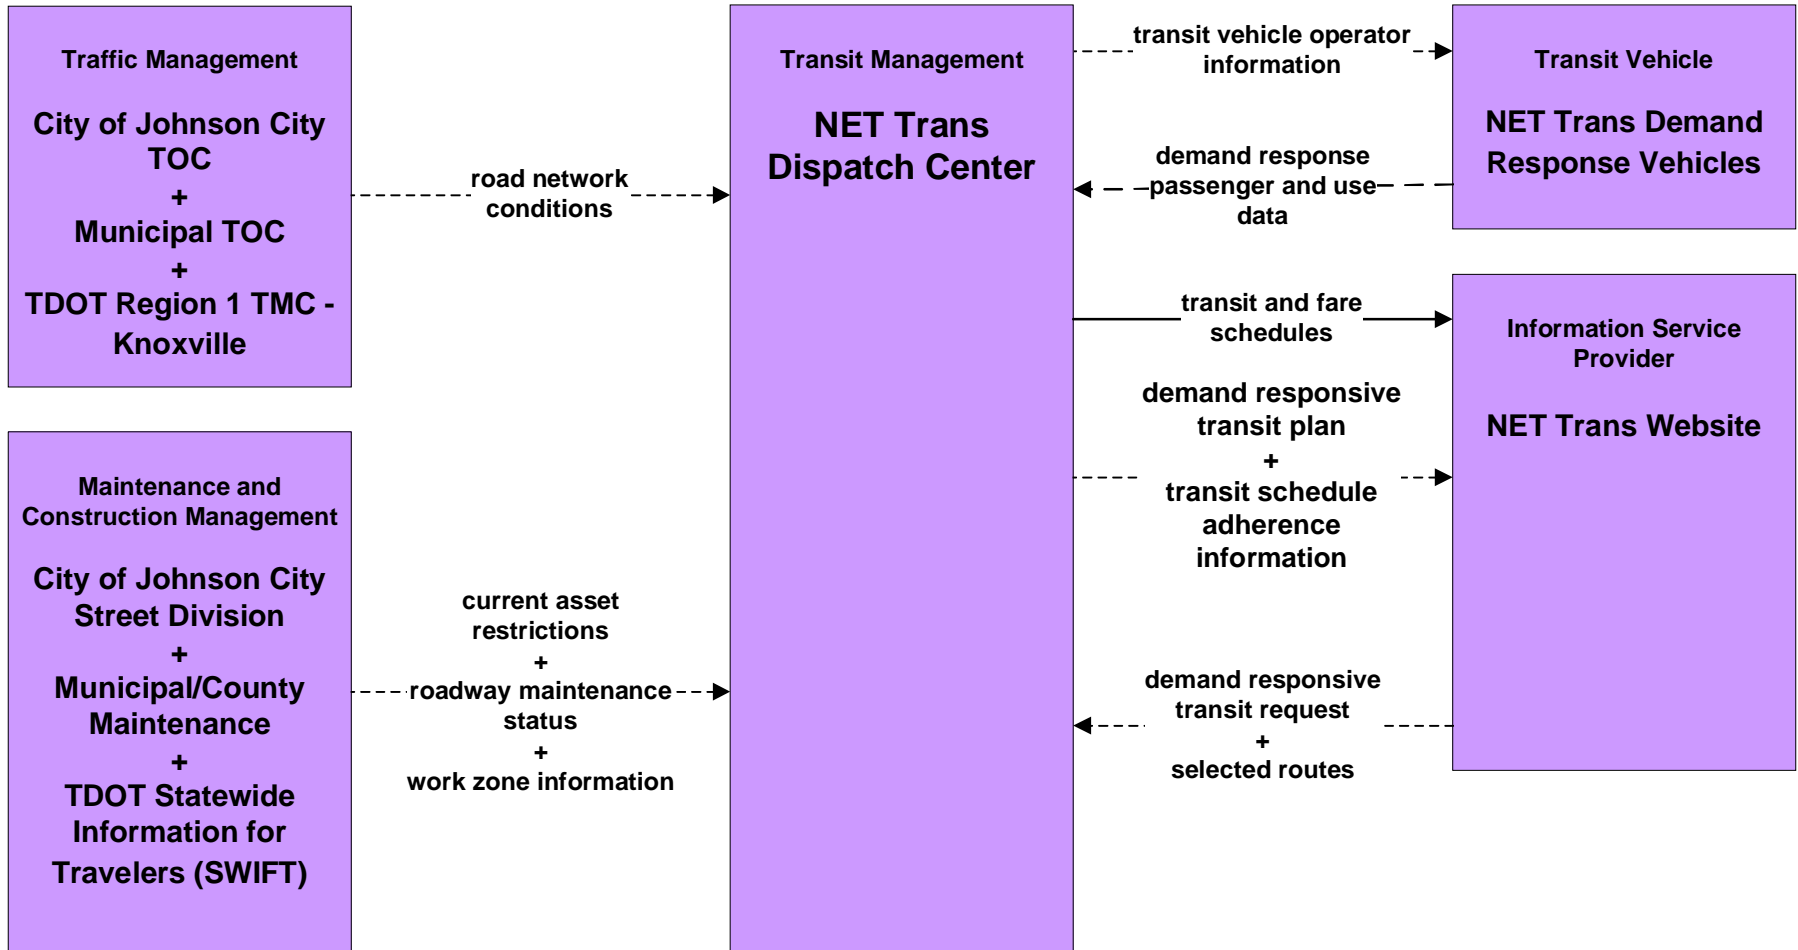 Traffic Management
City of Johnson City
TOC
+
Municipal TOC
+
TDOT Region 1 TMC -
Knoxville
Maintenance and
Construction Management
City of Johnson City
Street Division
+
Municipal/County
Maintenance
+
TDOT Statewide
Information for
Travelers (SWIFT)
road network
conditions
current asset
restrictions
+
roadway maintenance
status
+
work zone information
Transit Management
NET Trans
Dispatch Center
transit vehicle operator
information
demand response
passenger and use
data
transit and fare
schedules
demand responsive
transit plan
+
transit schedule
adherence
information
demand responsive
transit request
+
selected routes
Transit Vehicle
NET Trans Demand
Response Vehicles
Information Service
Provider
NET Trans Website